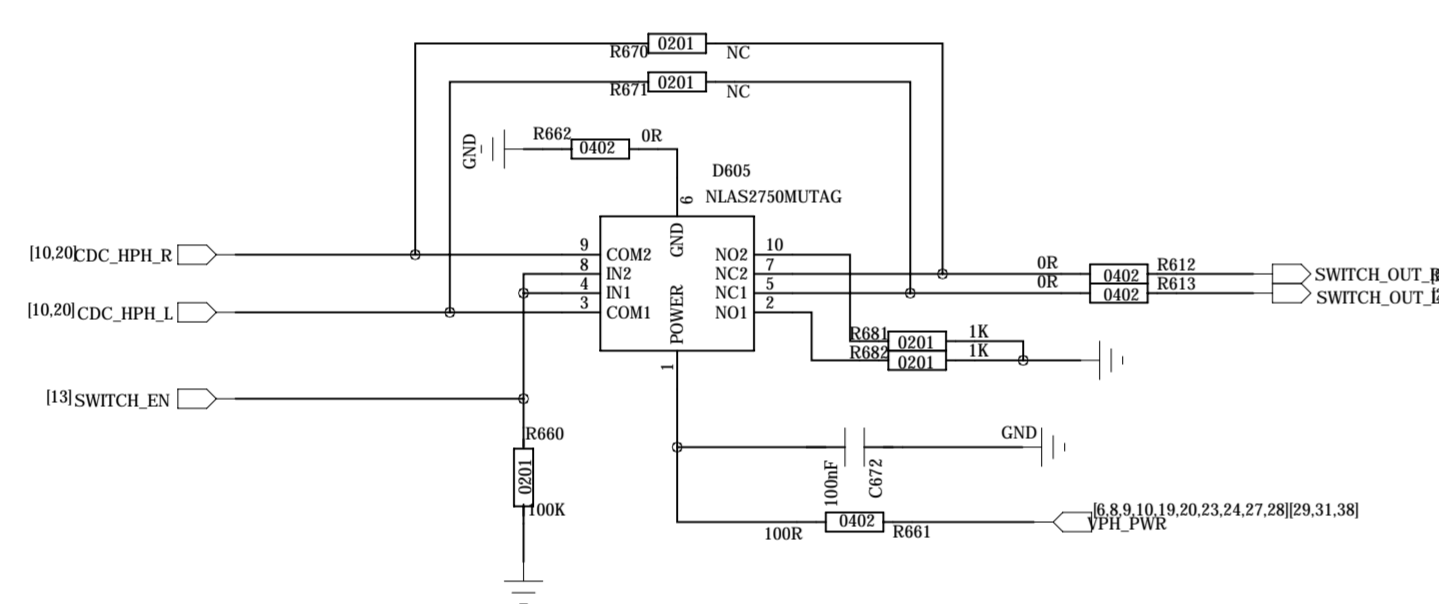 R670 0201 NC
R671 0201 NC
GND R662 0402 0R
D605
NLAS2750MUTAG
6
[10,20]CDC_HPH_R 9 COM2 GND NO2 10
8 IN2 NC2 7 0R 0402 R612 SWITCH_OUT_R
4 IN1 NC1 5 0R 0402 R613 SWITCH_OUT_L
[10,20]CDC_HPH_L 3 COM1 POWER NO1 2
R681 0201 1K
R682 0201 1K
1
[13]SWITCH_EN
R660
0201
100K
100nF C672 GND
100R 0402 R661 VPH_PWR
[6,8,9,10,19,20,23,24,27,28][29,31,38]